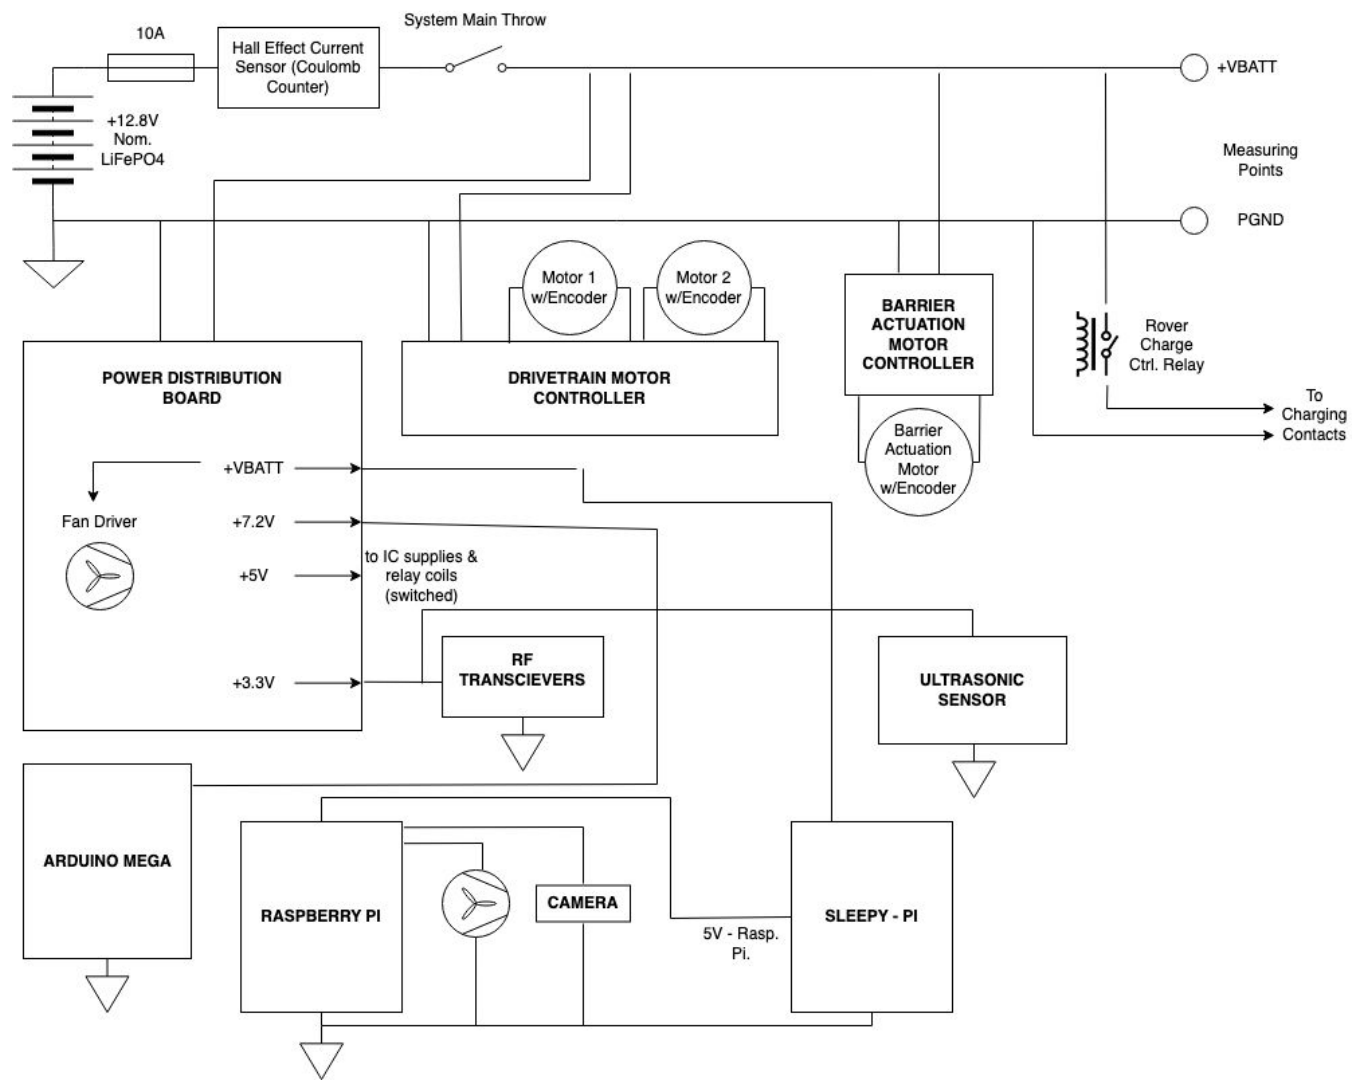 System Main Throw
10A
Hall Effect Current
Sensor (Coulomb
Counter)
+VBATT
+12.8V
Nom.
LiFePO4
Measuring
Points
PGND
Motor 1
w/Encoder
Motor 2
w/Encoder
BARRIER
ACTUATION
MOTOR
CONTROLLER
Rover
Charge
Ctrl. Relay
POWER DISTRIBUTION
BOARD
DRIVETRAIN MOTOR
CONTROLLER
To
Charging
Contacts
Barrier
Actuation
Motor
w/Encoder
+VBATT
Fan Driver
+7.2V
+5V
to IC supplies &
relay coils
(switched)
+3.3V
RF
TRANSCIEVERS
ULTRASONIC
SENSOR
ARDUINO MEGA
RASPBERRY PI
CAMERA
5V - Rasp.
Pi.
SLEEPY - PI